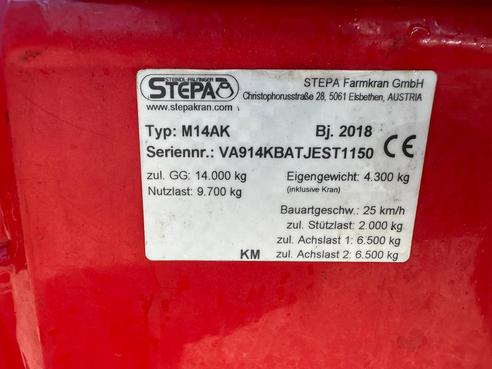 STEINDL-PALFINGER
STEPA
www.stepakran.com
STEPA Farmkran GmbH
Christophorusstraße 28, 5061 Elsbethen, AUSTRIA
Typ: M14AK Bj. 2018
Seriennr.: VA914KBATJEST1150 CE
zul. GG: 14.000 kg Eigengewicht: 4.300 kg
Nutzlast: 9.700 kg (inklusive Kran)
Bauartgeschw.: 25 km/h
zul. Stützlast: 2.000 kg
zul. Achslast 1: 6.500 kg
KM zul. Achslast 2: 6.500 kg